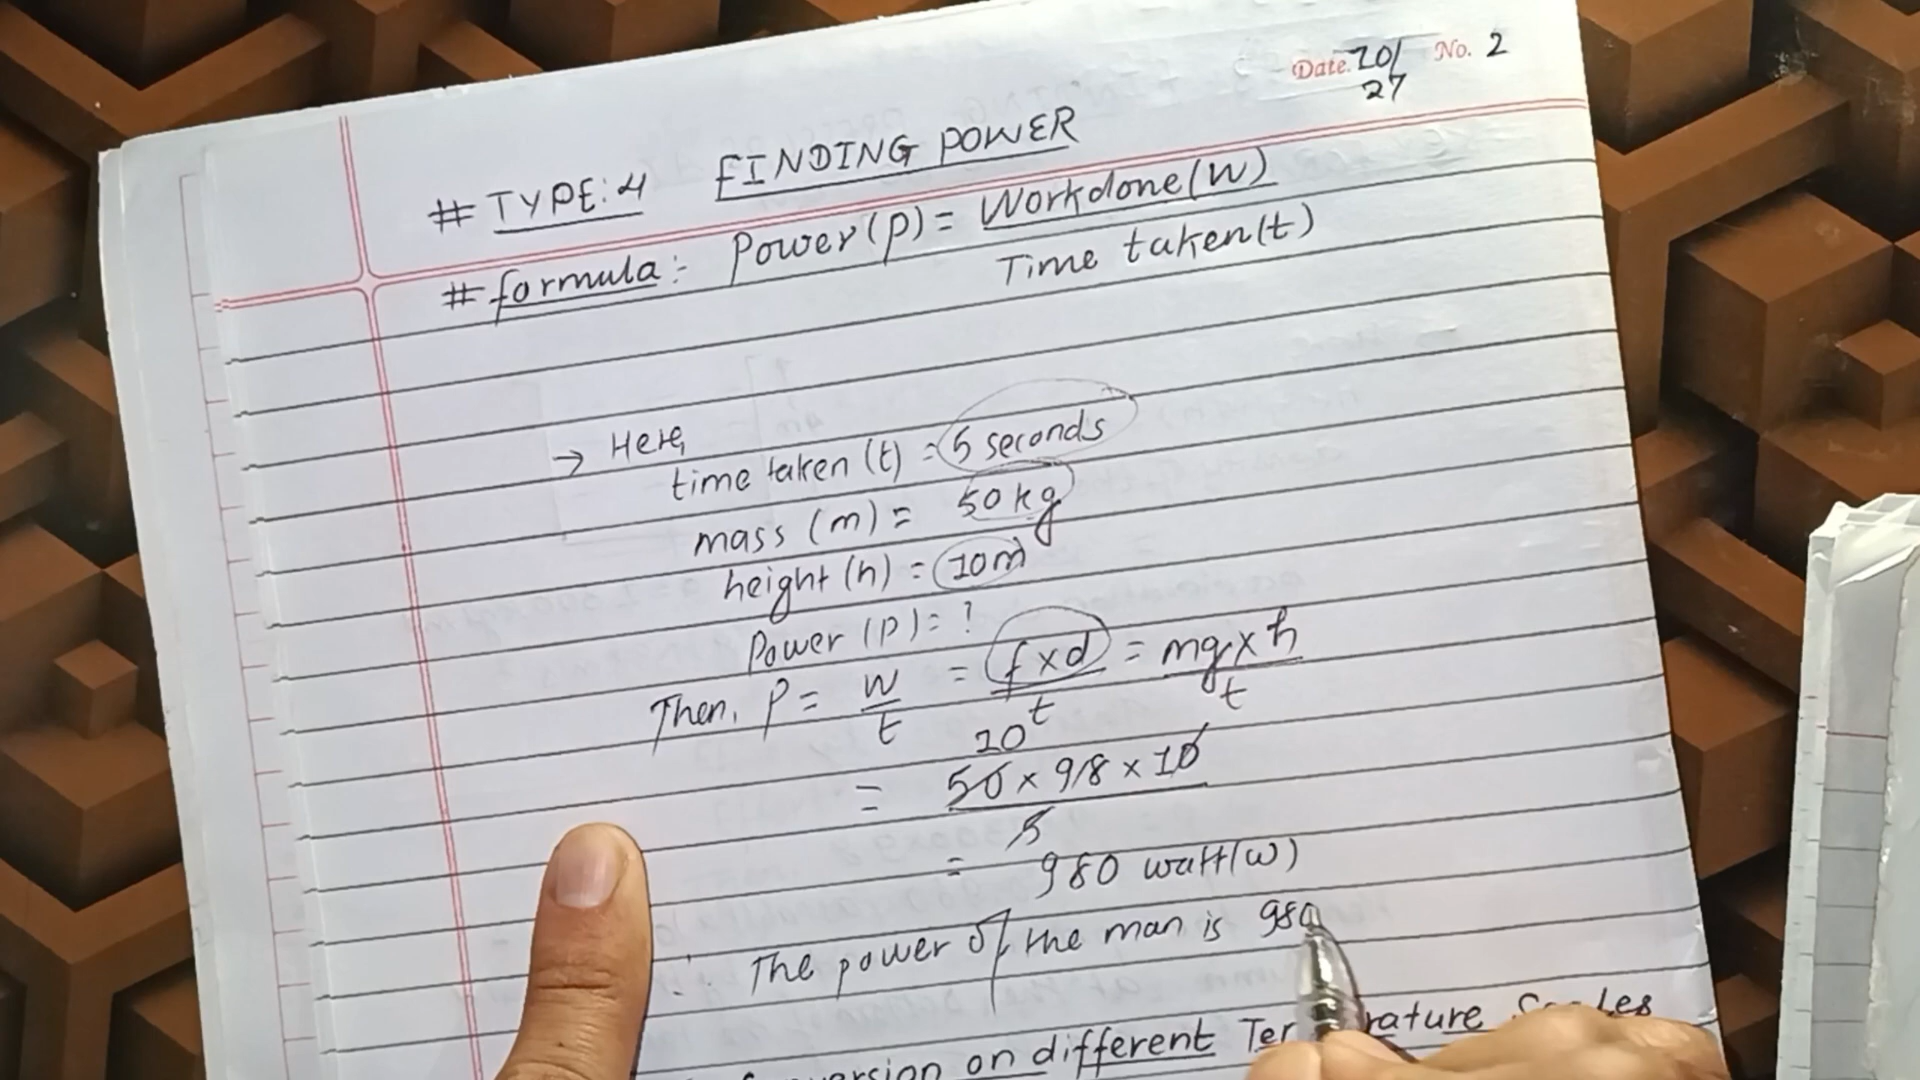 Date. 20/ No. 2
27
# TYPE: 4 FINDING POWER
# formula :- Power (P) = Workdone (W)
Time taken (t)
→ Here,
time taken (t) = 5 seconds
mass (m) = 50 kg
height (h) = 10m
Power (P) = ?
Then, P = W/t = f x d/t = mg x h/t
10
= 50 x 9.8 x 10
5
= 980 watt (w)
∴ The power of the man is 980
on different